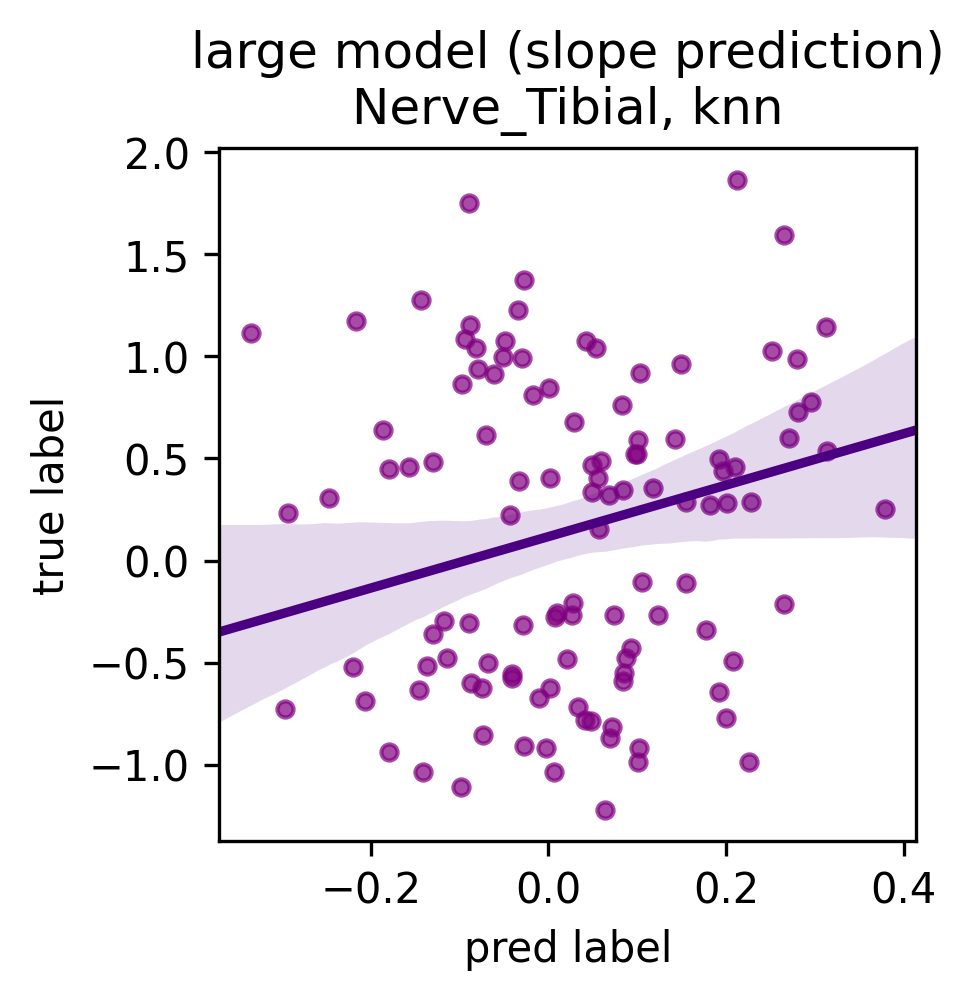 large model (slope prediction)
Nerve_Tibial, knn
2.0
1.5
1.0
0.5
0.0
−0.5
−1.0
true label
−0.2
0.0
0.2
0.4
pred label